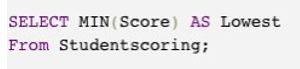 SELECT MIN(Score) AS Lowest
From Studentscoring;